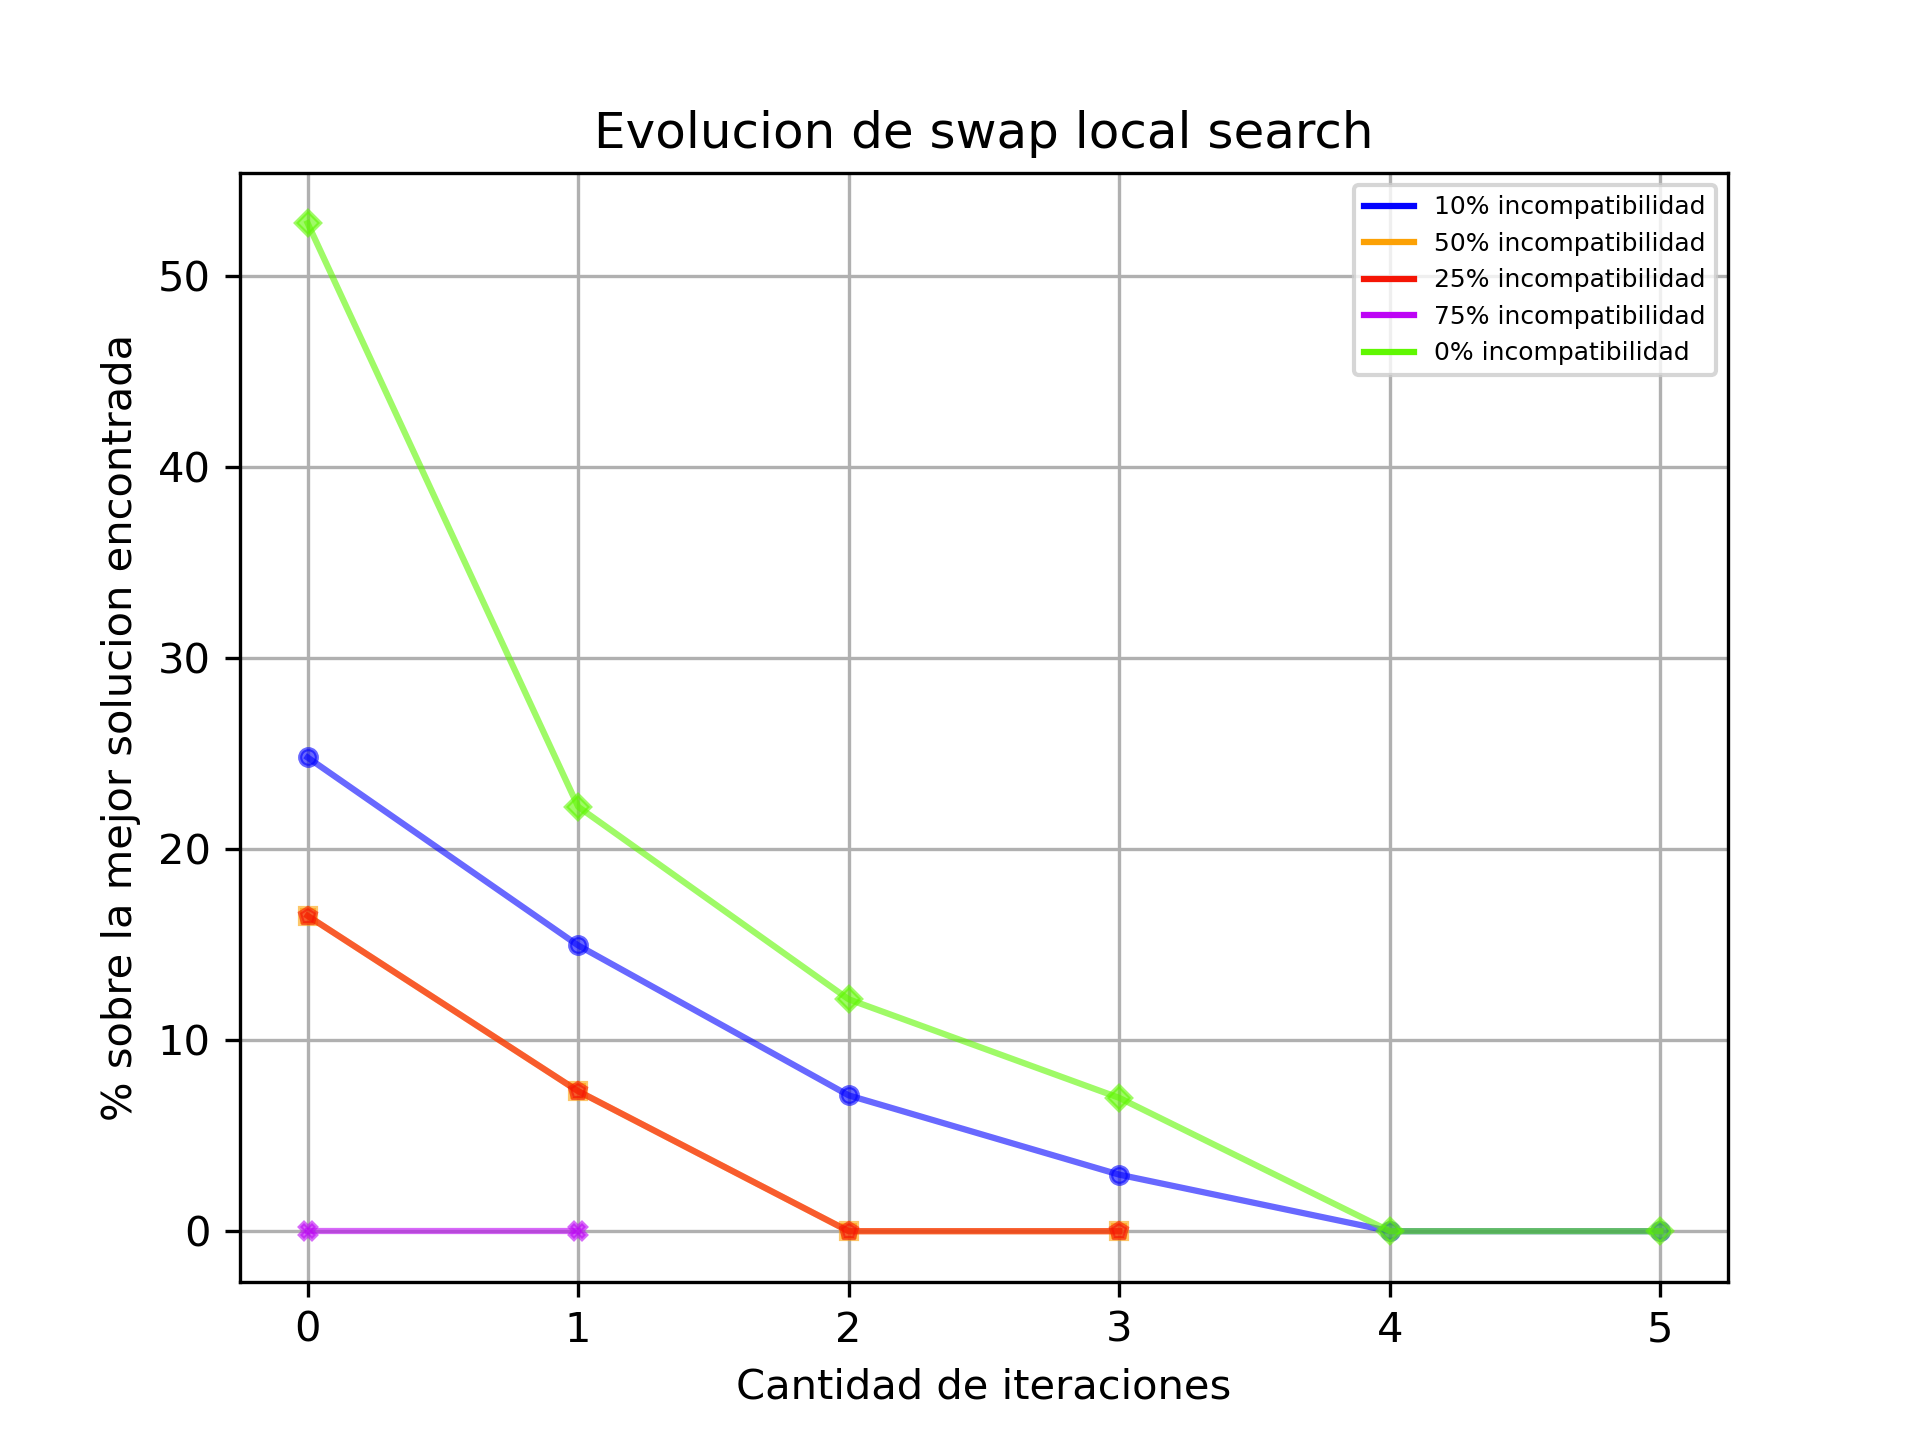 Evolucion de swap local search
% sobre la mejor solucion encontrada
50
40
30
20
10
0
10% incompatibilidad
50% incompatibilidad
25% incompatibilidad
75% incompatibilidad
0% incompatibilidad
0 1 2 3 4 5
Cantidad de iteraciones